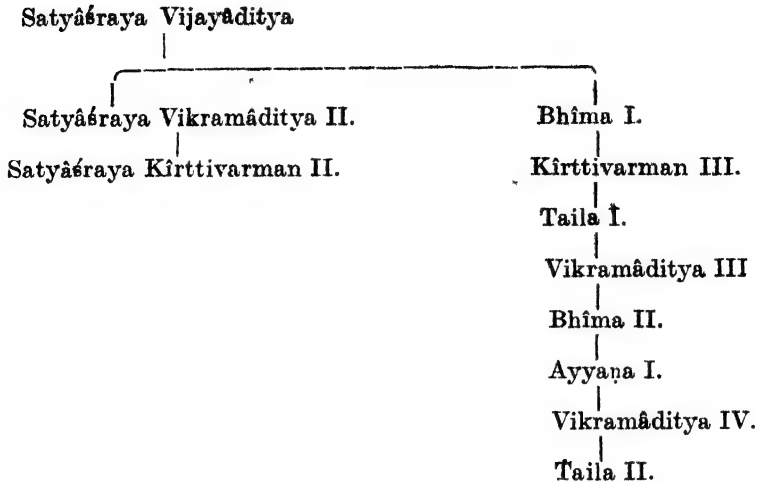 Satyâśraya Vijayâditya
Satyâśraya Vikramâditya II. Bhîma I.
Satyâśraya Kîrttivarman II. Kîrttivarman III.
Taila I.
Vikramâditya III
Bhîma II.
Ayyaṇa I.
Vikramâditya IV.
Taila II.